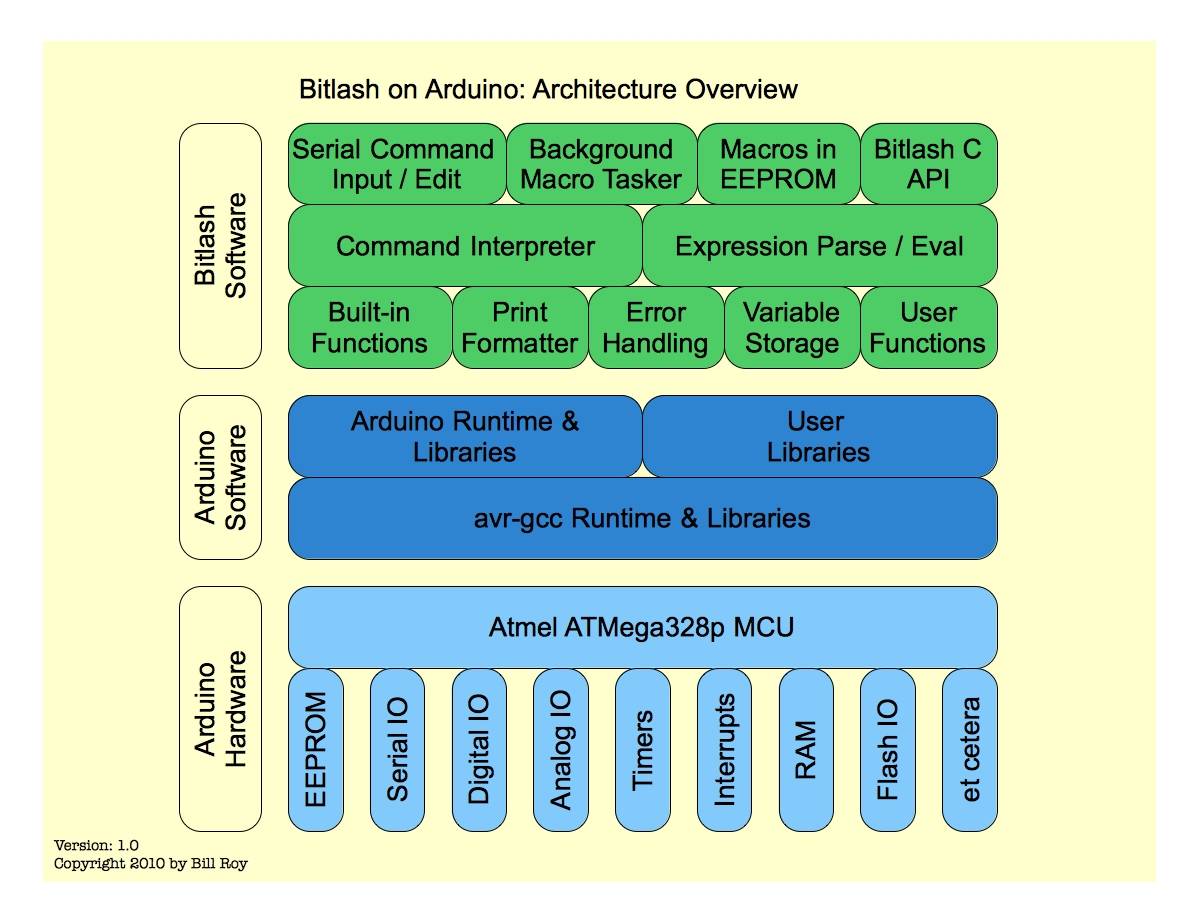 Bitlash on Arduino: Architecture Overview
Bitlash
Software
Serial Command
Input / Edit
Background
Macro Tasker
Macros in
EEPROM
Bitlash C
API
Command Interpreter
Expression Parse / Eval
Built-in
Functions
Print
Formatter
Error
Handling
Variable
Storage
User
Functions
Arduino
Software
Arduino Runtime &
Libraries
User
Libraries
avr-gcc Runtime & Libraries
Arduino
Hardware
Atmel ATMega328p MCU
EEPROM
Serial IO
Digital IO
Analog IO
Timers
Interrupts
RAM
Flash IO
et cetera
Version: 1.0
Copyright 2010 by Bill Roy